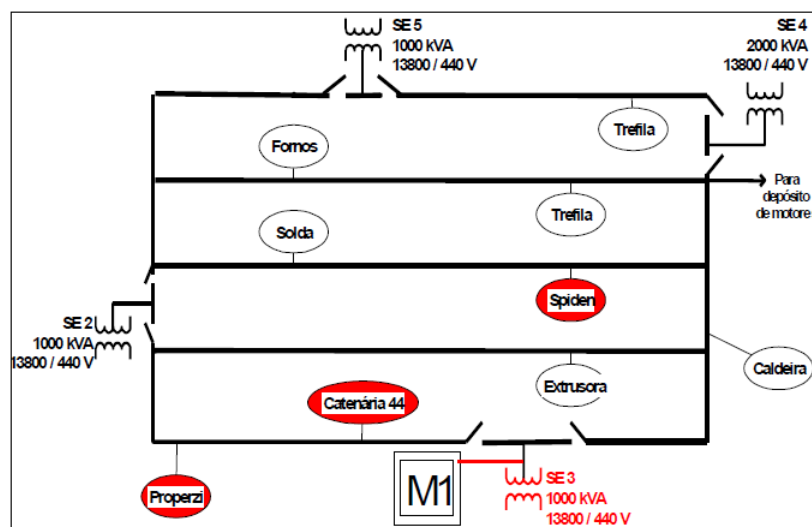 SE 5
1000 kVA
13800 / 440 V
SE 4
2000 kVA
13800 / 440 V
Trefila
Fornos
Para
depósito
de motore
Trefila
Solda
Spiden
SE 2
1000 kVA
13800 / 440 V
Caldeira
Extrusora
Catenária 44
M1
SE 3
1000 kVA
13800 / 440 V
Properzi